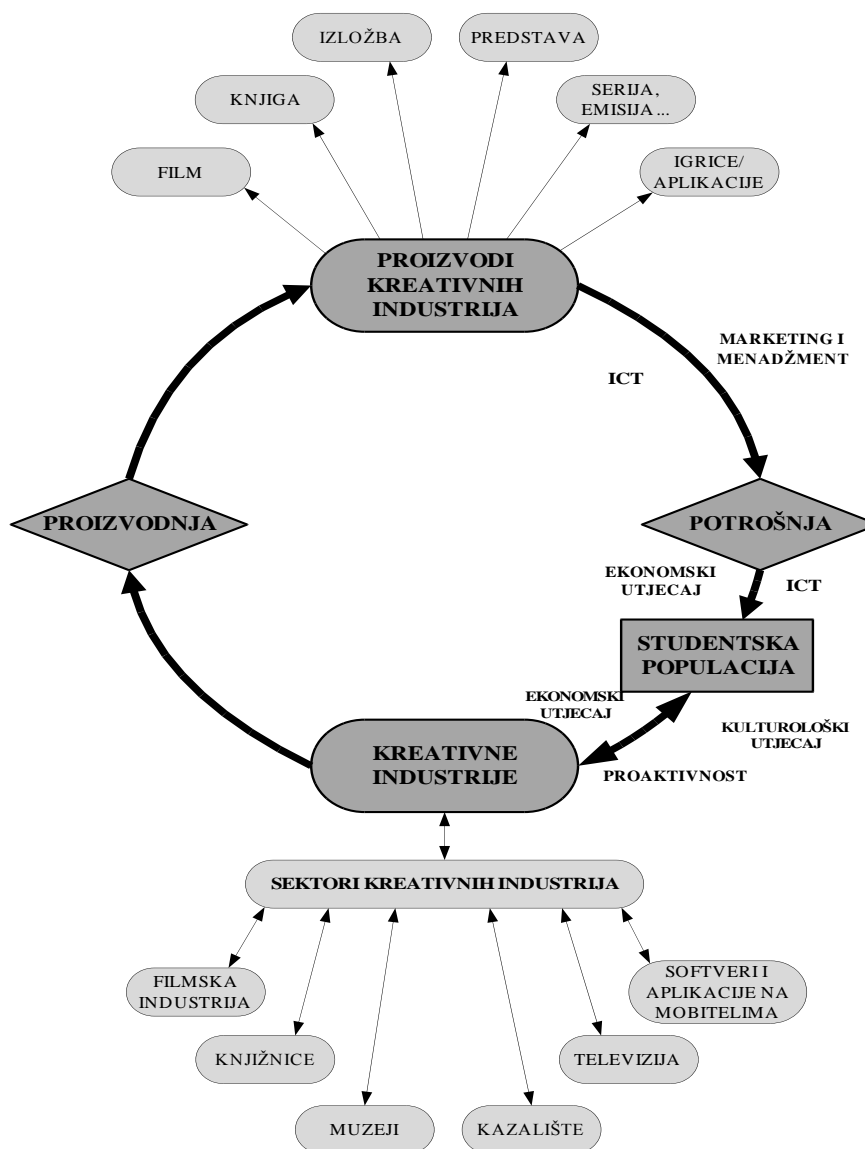 IZLOŽBA
PREDSTAVA
KNJIGA
SERIJA,
EMISIJA ...
FILM
IGRICE/
APLIKACIJE
PROIZVODI
KREATIVNIH
INDUSTRIJA
MARKETING I
MENADŽMENT
ICT
PROIZVODNJA
POTROŠNJA
EKONOMSKI
UTJECAJ
ICT
STUDENTSKA
POPULACIJA
EKONOMSKI
UTJECAJ
KULTUROLOŠKI
UTJECAJ
KREATIVNE
INDUSTRIJE
PROAKTIVNOST
SEKTORI KREATIVNIH INDUSTRIJA
FILMSKA
INDUSTRIJA
SOFTVERI I
APLIKACIJE NA
MOBITELIMA
KNJIŽNICE
TELEVIZIJA
MUZEJI
KAZALIŠTE